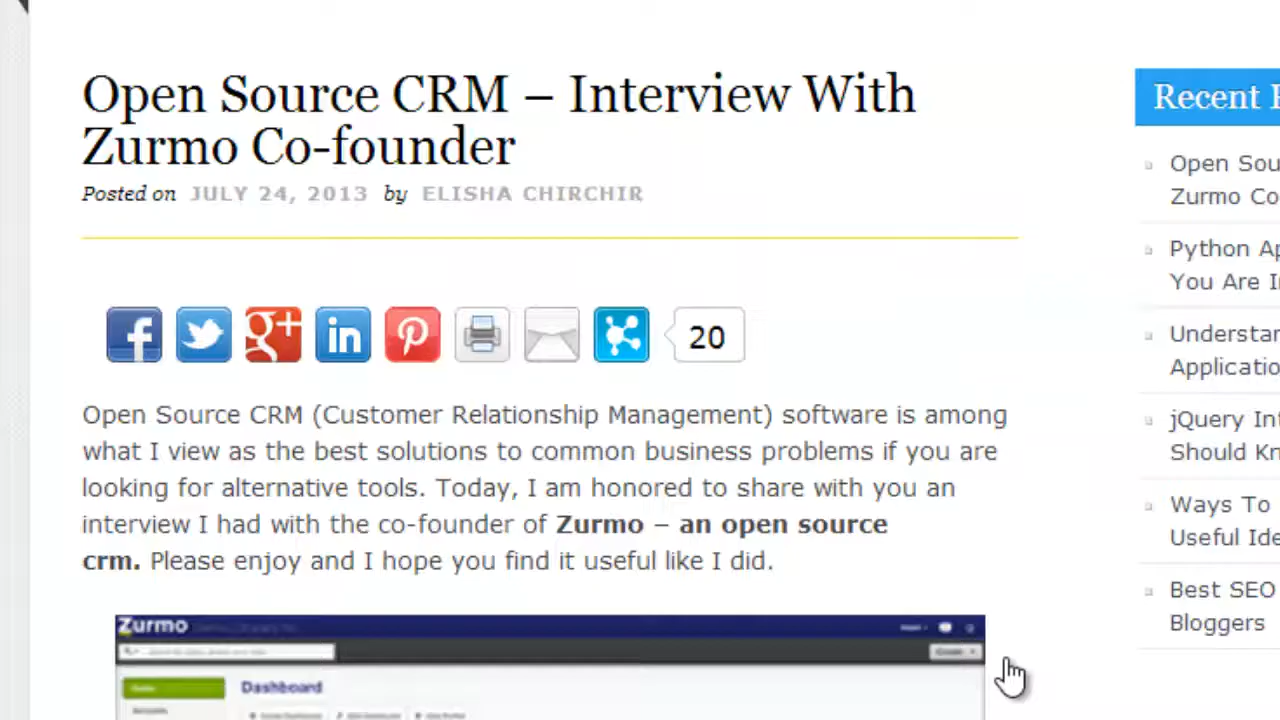 Open Source CRM – Interview With
Zurmo Co-founder
Posted on JULY 24, 2013 by ELISHA CHIRCHIR
20
Open Source CRM (Customer Relationship Management) software is among
what I view as the best solutions to common business problems if you are
looking for alternative tools. Today, I am honored to share with you an
interview I had with the co-founder of Zurmo – an open source
crm. Please enjoy and I hope you find it useful like I did.
Zurmo
Dashboard
Recent
Open Sou
Zurmo Co
Python Ap
You Are I
Understan
Applicatio
jQuery Int
Should Kn
Ways To
Useful Ide
Best SEO
Bloggers